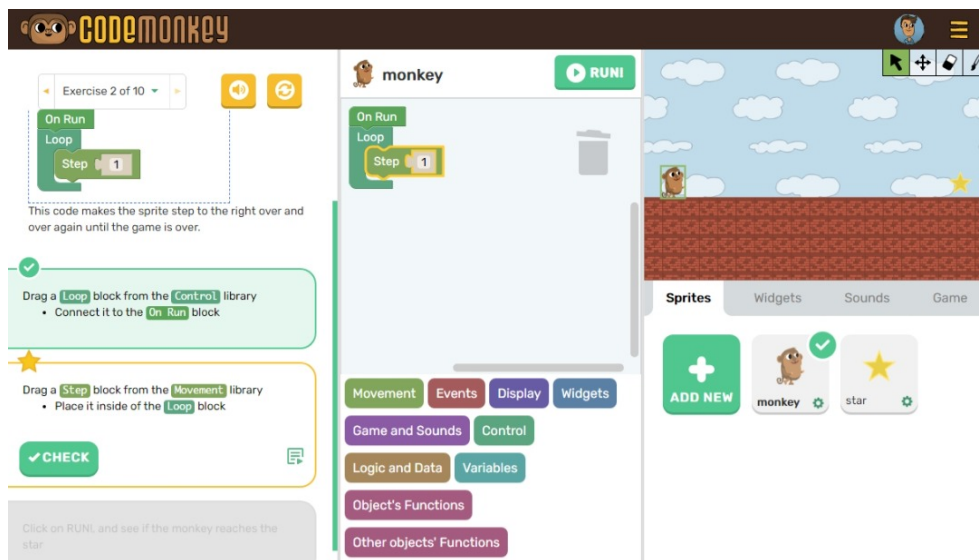 CODEMONKEY
Exercise 2 of 10
On Run
Loop
Step 1
This code makes the sprite step to the right over and
over again until the game is over.
Drag a Loop block from the Control library
• Connect it to the On Run block
Drag a Step block from the Movement library
• Place it inside of the Loop block
CHECK
Click on RUN!, and see if the monkey reaches the
star
monkey
RUN!
On Run
Loop
Step 1
Movement
Events
Display
Widgets
Game and Sounds
Control
Logic and Data
Variables
Object's Functions
Other objects' Functions
Sprites
Widgets
Sounds
Game
ADD NEW
monkey
star